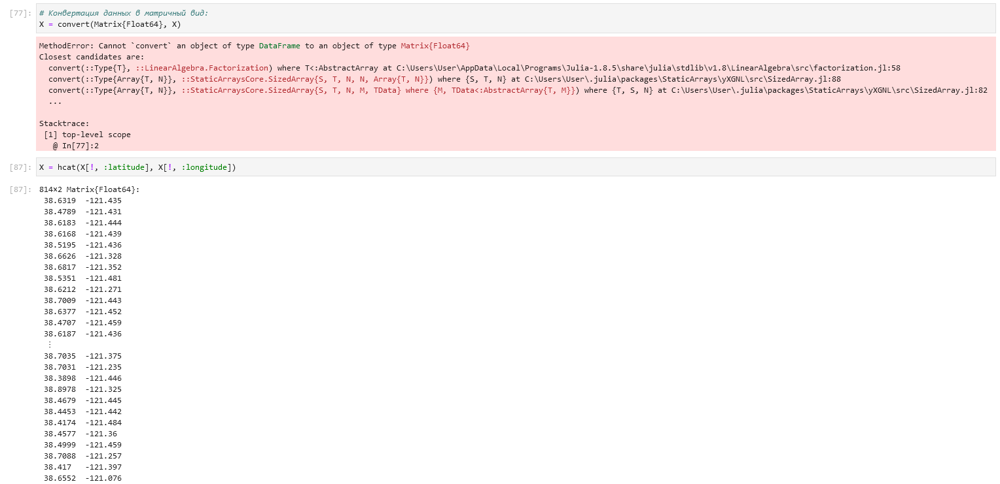 [77]: # Конвертация данных в матричный вид:
X = convert(Matrix{Float64}, X)
MethodError: Cannot `convert` an object of type DataFrame to an object of type Matrix{Float64}
Closest candidates are:
  convert(::Type{T}, ::LinearAlgebra.Factorization) where T<:AbstractArray at C:\Users\User\AppData\Local\Programs\Julia-1.8.5\share\julia\stdlib\v1.8\LinearAlgebra\src\factorization.jl:58
  convert(::Type{Array{T, N}}, ::StaticArraysCore.SizedArray{S, T, N, N, Array{T, N}}) where {S, T, N} at C:\Users\User\.julia\packages\StaticArrays\yXGNL\src\SizedArray.jl:88
  convert(::Type{Array{T, N}}, ::StaticArraysCore.SizedArray{S, T, N, M, TData} where {M, TData<:AbstractArray{T, M}}) where {T, S, N} at C:\Users\User\.julia\packages\StaticArrays\yXGNL\src\SizedArray.jl:82
  ...
Stacktrace:
 [1] top-level scope
   @ In[77]:2
[87]: X = hcat(X[!, :latitude], X[!, :longitude])
[87]: 814×2 Matrix{Float64}:
 38.6319  -121.435
 38.4789  -121.431
 38.6183  -121.444
 38.6168  -121.439
 38.5195  -121.436
 38.6626  -121.328
 38.6817  -121.352
 38.5351  -121.481
 38.6212  -121.271
 38.7009  -121.443
 38.6377  -121.452
 38.4707  -121.459
 38.6187  -121.436
  ⋮
 38.7035  -121.375
 38.7031  -121.235
 38.3898  -121.446
 38.8978  -121.325
 38.4679  -121.445
 38.4453  -121.442
 38.4174  -121.484
 38.4577  -121.36
 38.4999  -121.459
 38.7088  -121.257
 38.417   -121.397
 38.6552  -121.076